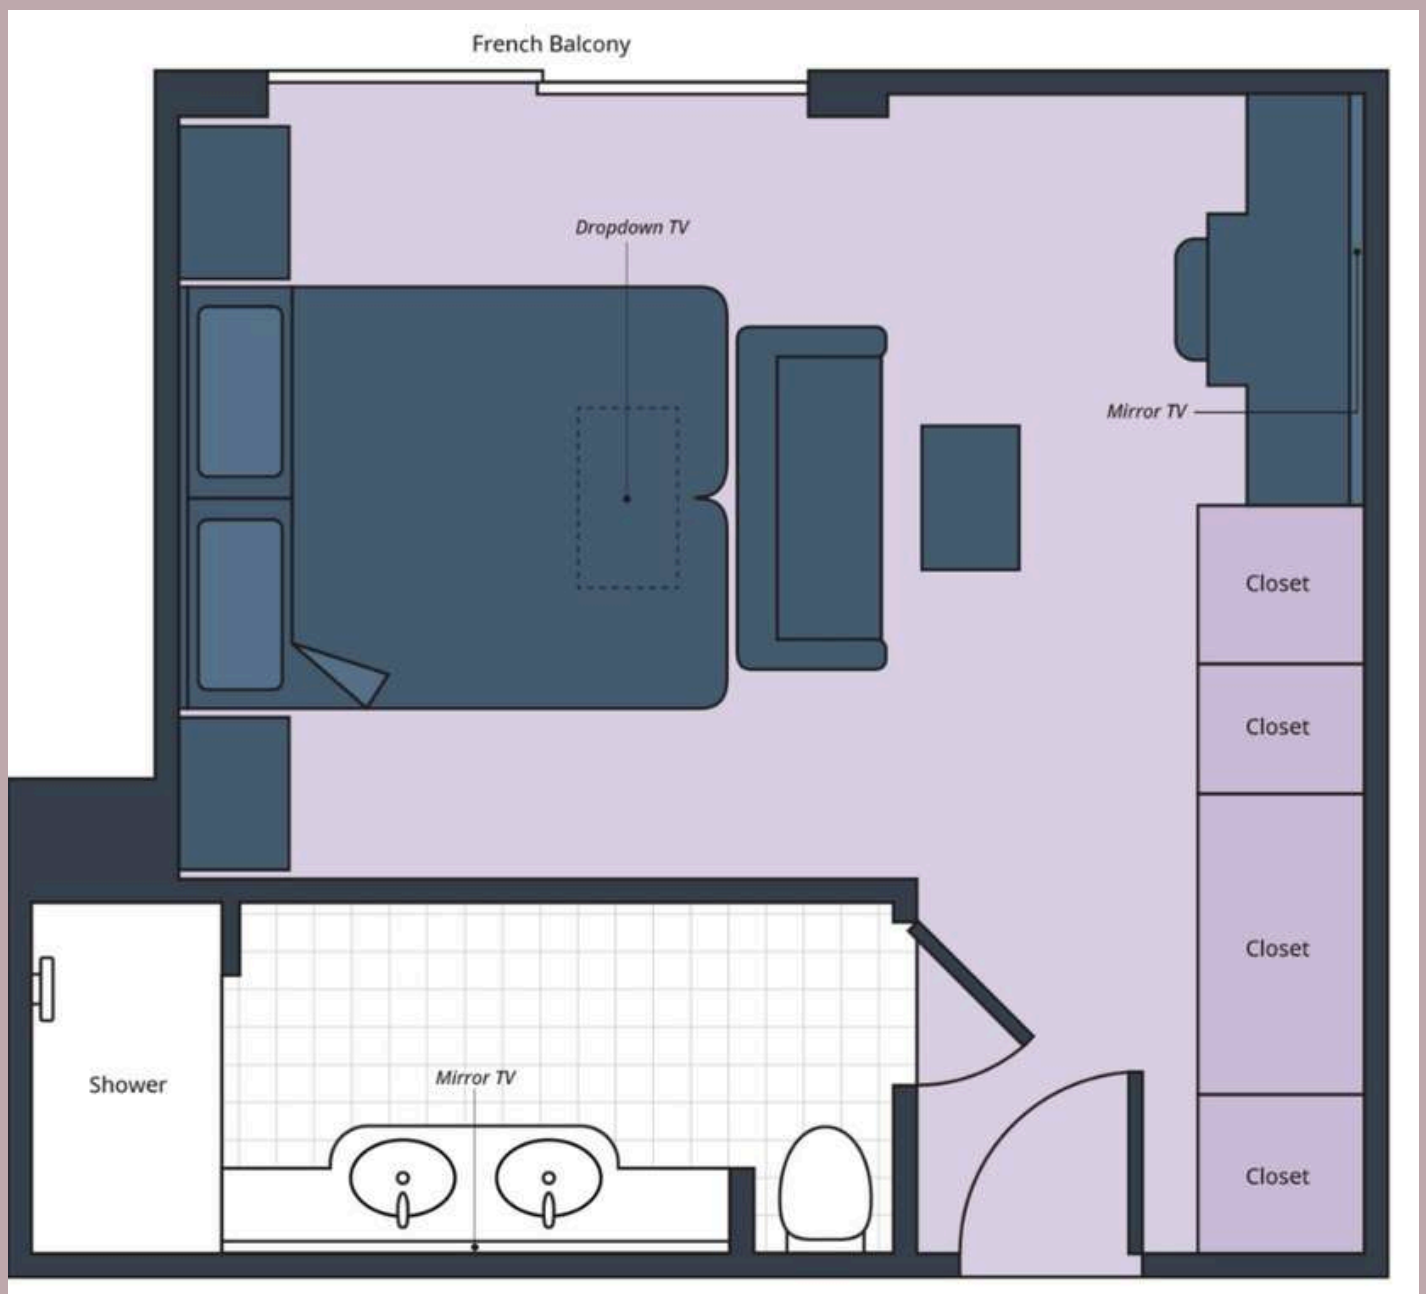 French Balcony
Dropdown TV
Mirror TV
Closet
Closet
Closet
Mirror TV
Shower
Closet